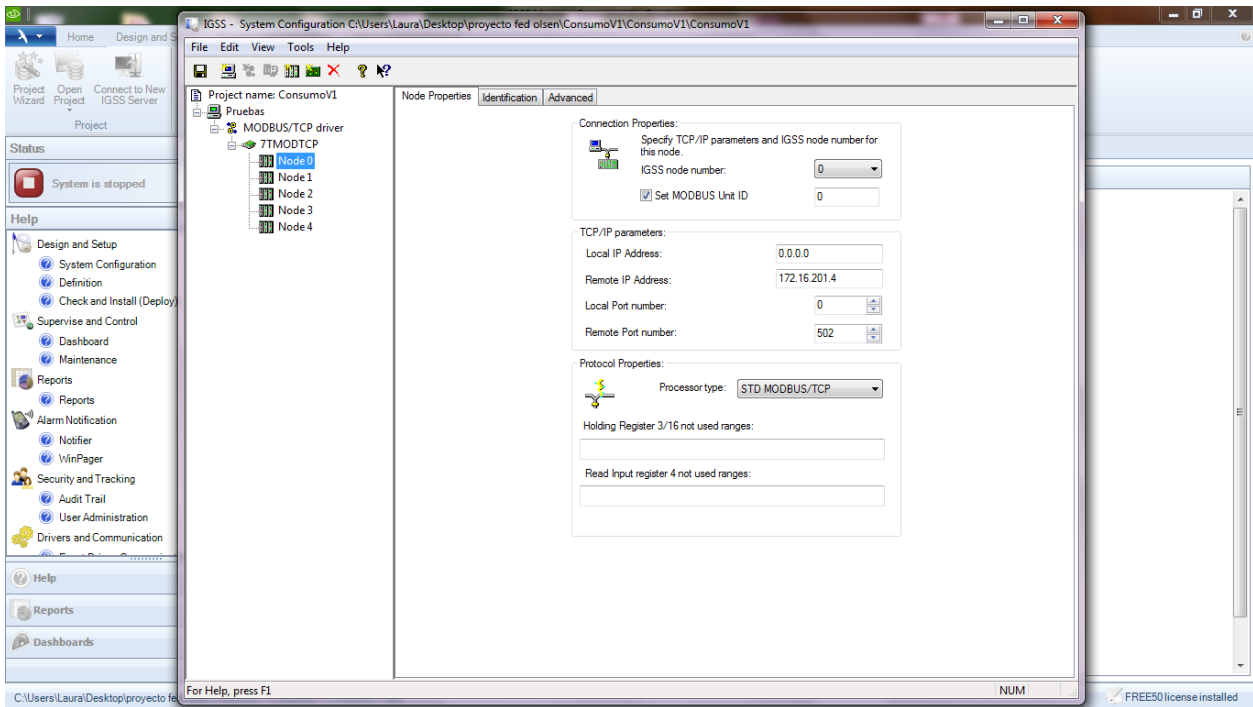 IGSS - System Configuration C:\Users\Laura\Desktop\proyecto fed olsen\ConsumoV1\ConsumoV1\ConsumoV1
File Edit View Tools Help
Home Design and S
Project Wizard
Open Project
Connect to New IGSS Server
Project
Status
System is stopped
Help
Design and Setup
System Configuration
Definition
Check and Install (Deploy)
Supervise and Control
Dashboard
Maintenance
Reports
Reports
Alarm Notification
Notifier
WinPager
Security and Tracking
Audit Trail
User Administration
Drivers and Communication
Help
Reports
Dashboards
C:\Users\Laura\Desktop\proyecto fe
Project name: ConsumoV1
Pruebas
MODBUS/TCP driver
7TMODTCP
Node 0
Node 1
Node 2
Node 3
Node 4
Node Properties Identification Advanced
Connection Properties:
Specify TCP/IP parameters and IGSS node number for
this node.
IGSS node number: 0
Set MODBUS Unit ID 0
TCP/IP parameters:
Local IP Address: 0.0.0.0
Remote IP Address: 172.16.201.4
Local Port number: 0
Remote Port number: 502
Protocol Properties:
Processor type: STD MODBUS/TCP
Holding Register 3/16 not used ranges:
Read Input register 4 not used ranges:
For Help, press F1
NUM
FREE50 license installed